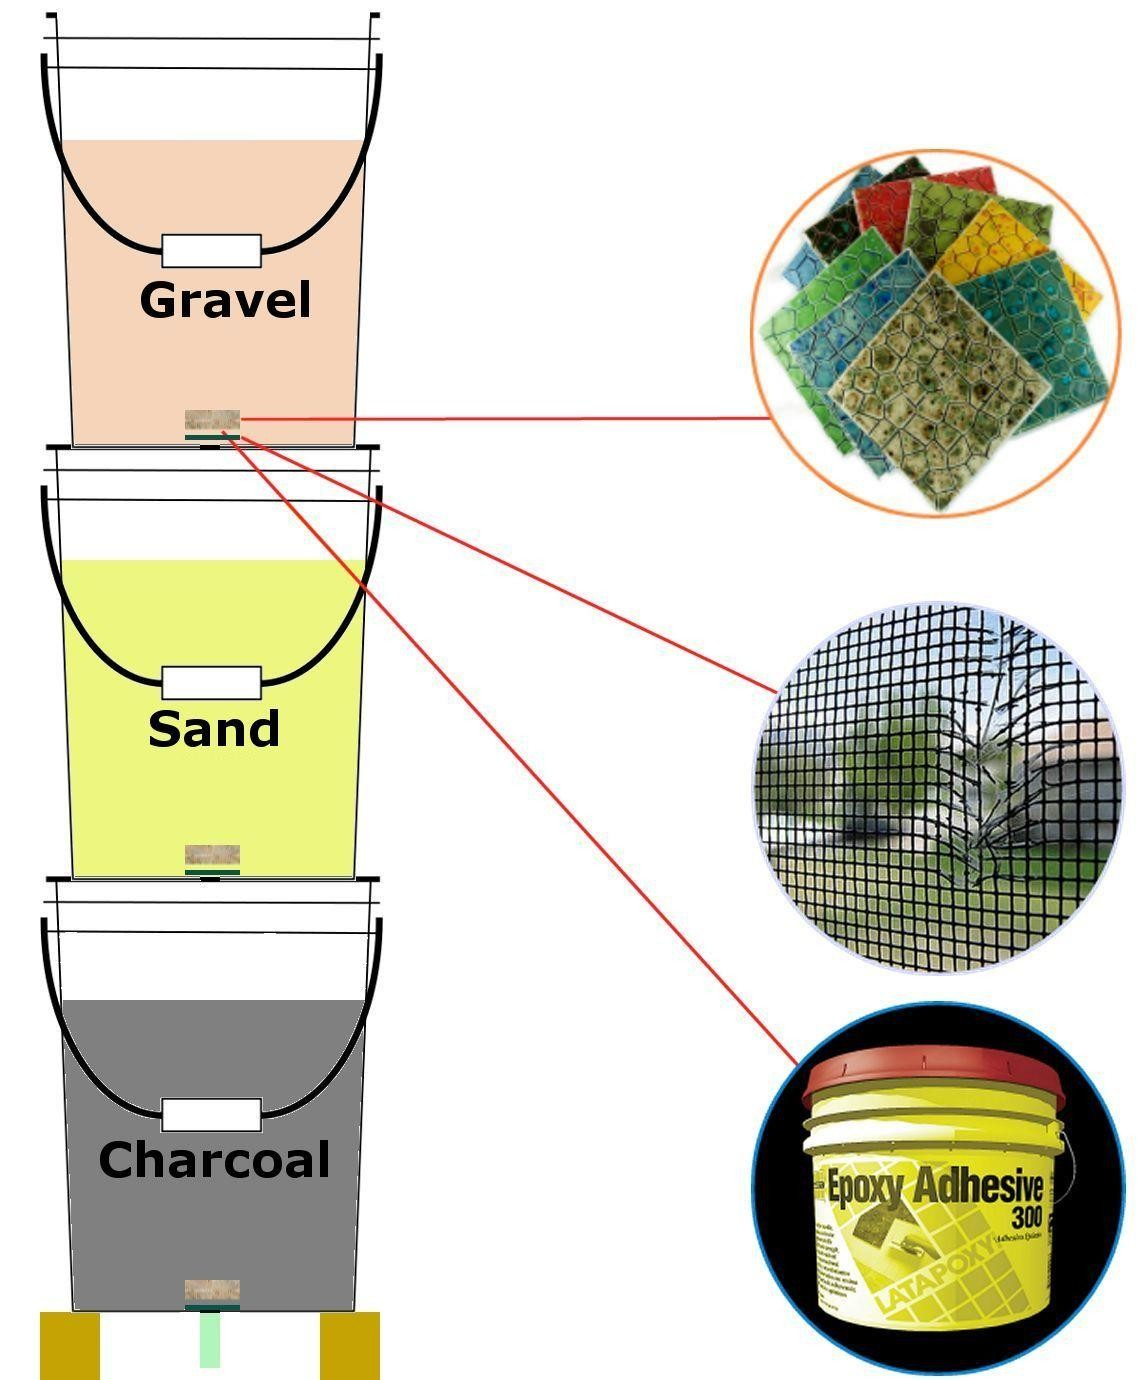 Gravel
Sand
Charcoal
Epoxy Adhesive
300
LATAPOXY